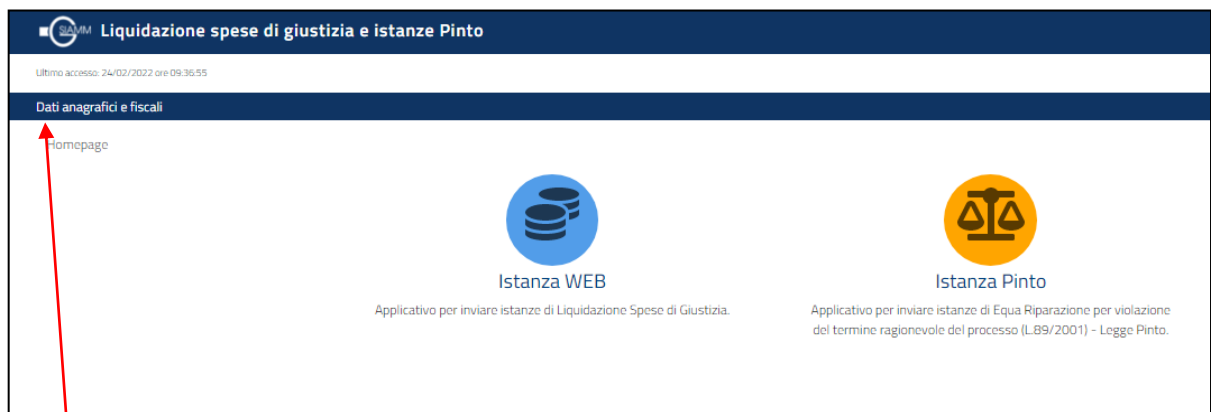 SIAMM Liquidazione spese di giustizia e istanze Pinto
Ultimo accesso: 24/02/2022 ore 09:36:55
Dati anagrafici e fiscali
Homepage
Istanza WEB
Applicativo per inviare istanze di Liquidazione Spese di Giustizia.
Istanza Pinto
Applicativo per inviare istanze di Equa Riparazione per violazione
del termine ragionevole del processo (L.89/2001) - Legge Pinto.